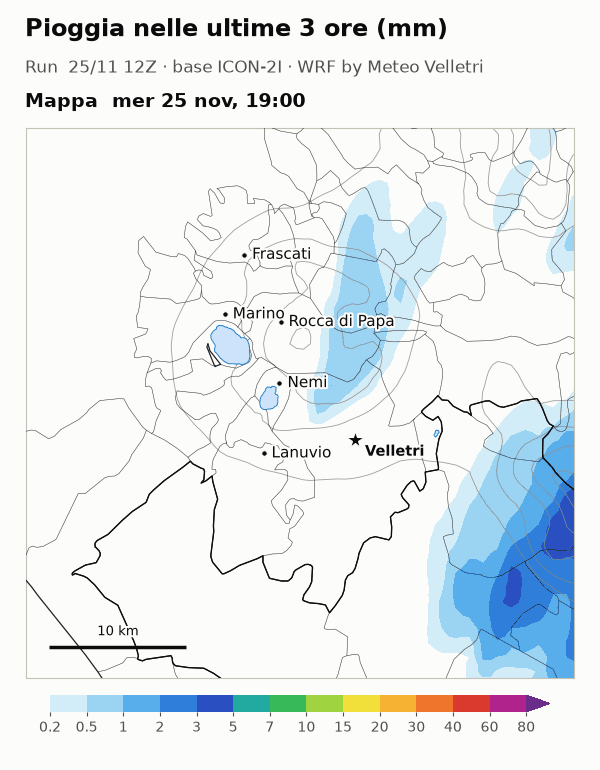 Pioggia nelle ultime 3 ore (mm)
Run 25/11 12Z · base ICON-2I · WRF by Meteo Velletri
Mappa mer 25 nov, 19:00
Frascati
Marino
Rocca di Papa
Nemi
Velletri
Lanuvio
10 km
0.2 0.5 1 2 3 5 7 10 15 20 30 40 60 80